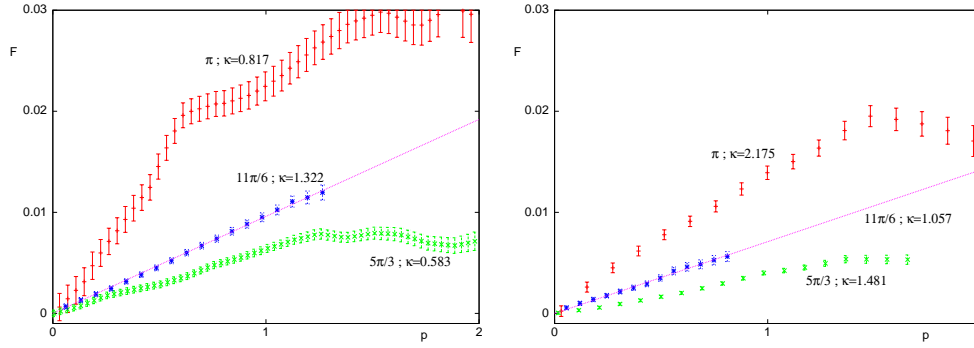 0.03
F
π ; κ=0.817
0.02
11π/6 ; κ=1.322
0.01
5π/3 ; κ=0.583
0
0
1
p
2
0.03
F
0.02
π ; κ=2.175
11π/6 ; κ=1.057
0.01
5π/3 ; κ=1.481
0
0
1
p